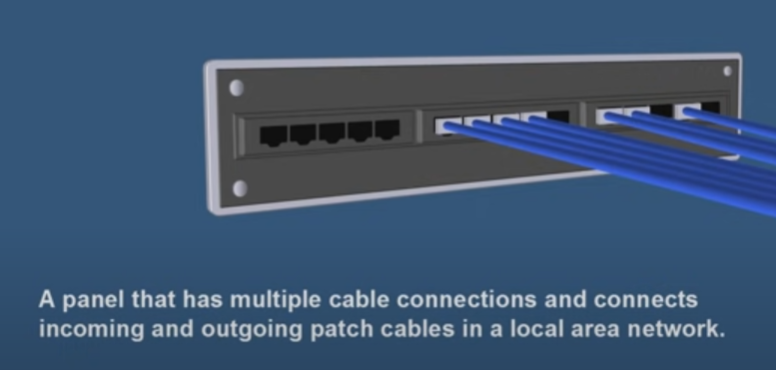 A panel that has multiple cable connections and connects
incoming and outgoing patch cables in a local area network.